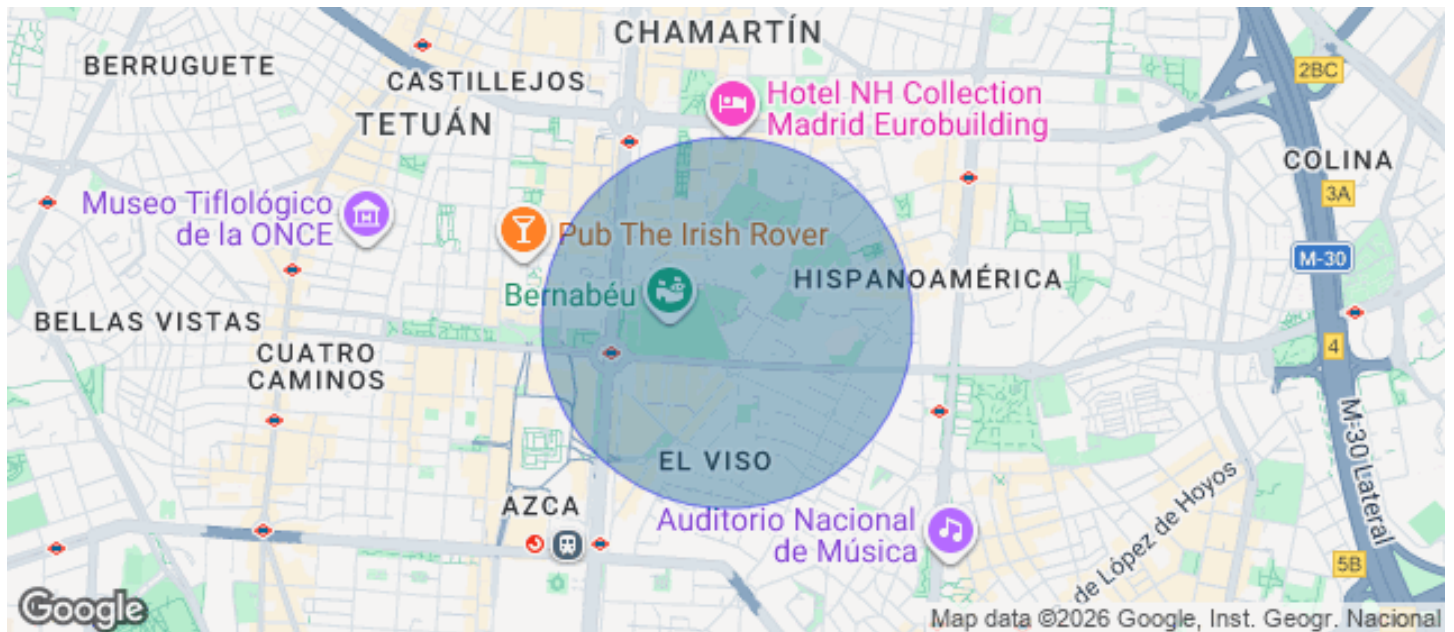 CHAMARTÍN
BERRUGUETE
CASTILLEJOS
TETUÁN
Hotel NH Collection
Madrid Eurobuilding
2BC
COLINA
3A
Museo Tiflológico
de la ONCE
Pub The Irish Rover
M-30
HISPANOAMÉRICA
Bernabéu
BELLAS VISTAS
CUATRO
CAMINOS
4
M-30 Lateral
EL VISO
AZCA
Auditorio Nacional
de Música
de López de Hoyos
5B
Google
Map data ©2026 Google, Inst. Geogr. Nacional